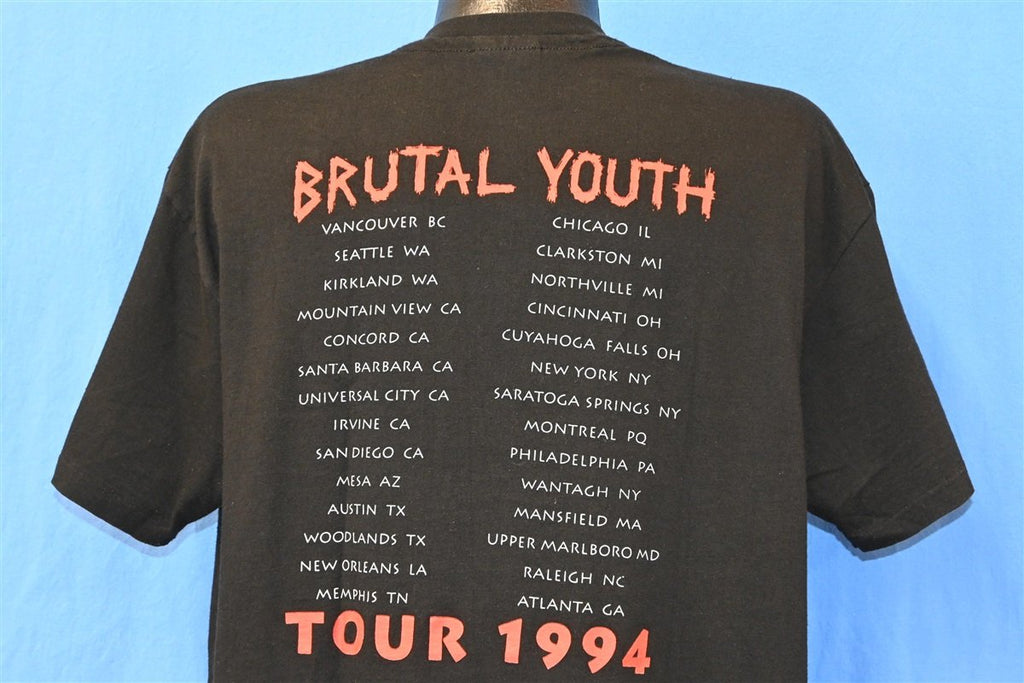 BRUTAL YOUTH
VANCOUVER BC
SEATTLE WA
KIRKLAND WA
MOUNTAIN VIEW CA
CONCORD CA
SANTA BARBARA CA
UNIVERSAL CITY CA
IRVINE CA
SAN DIEGO CA
MESA AZ
AUSTIN TX
WOODLANDS TX
NEW ORLEANS LA
MEMPHIS TN
CHICAGO IL
CLARKSTON MI
NORTHVILLE MI
CINCINNATI OH
CUYAHOGA FALLS OH
NEW YORK NY
SARATOGA SPRINGS NY
MONTREAL PQ
PHILADELPHIA PA
WANTAGH NY
MANSFIELD MA
UPPER MARLBORO MD
RALEIGH NC
ATLANTA GA
TOUR 1994